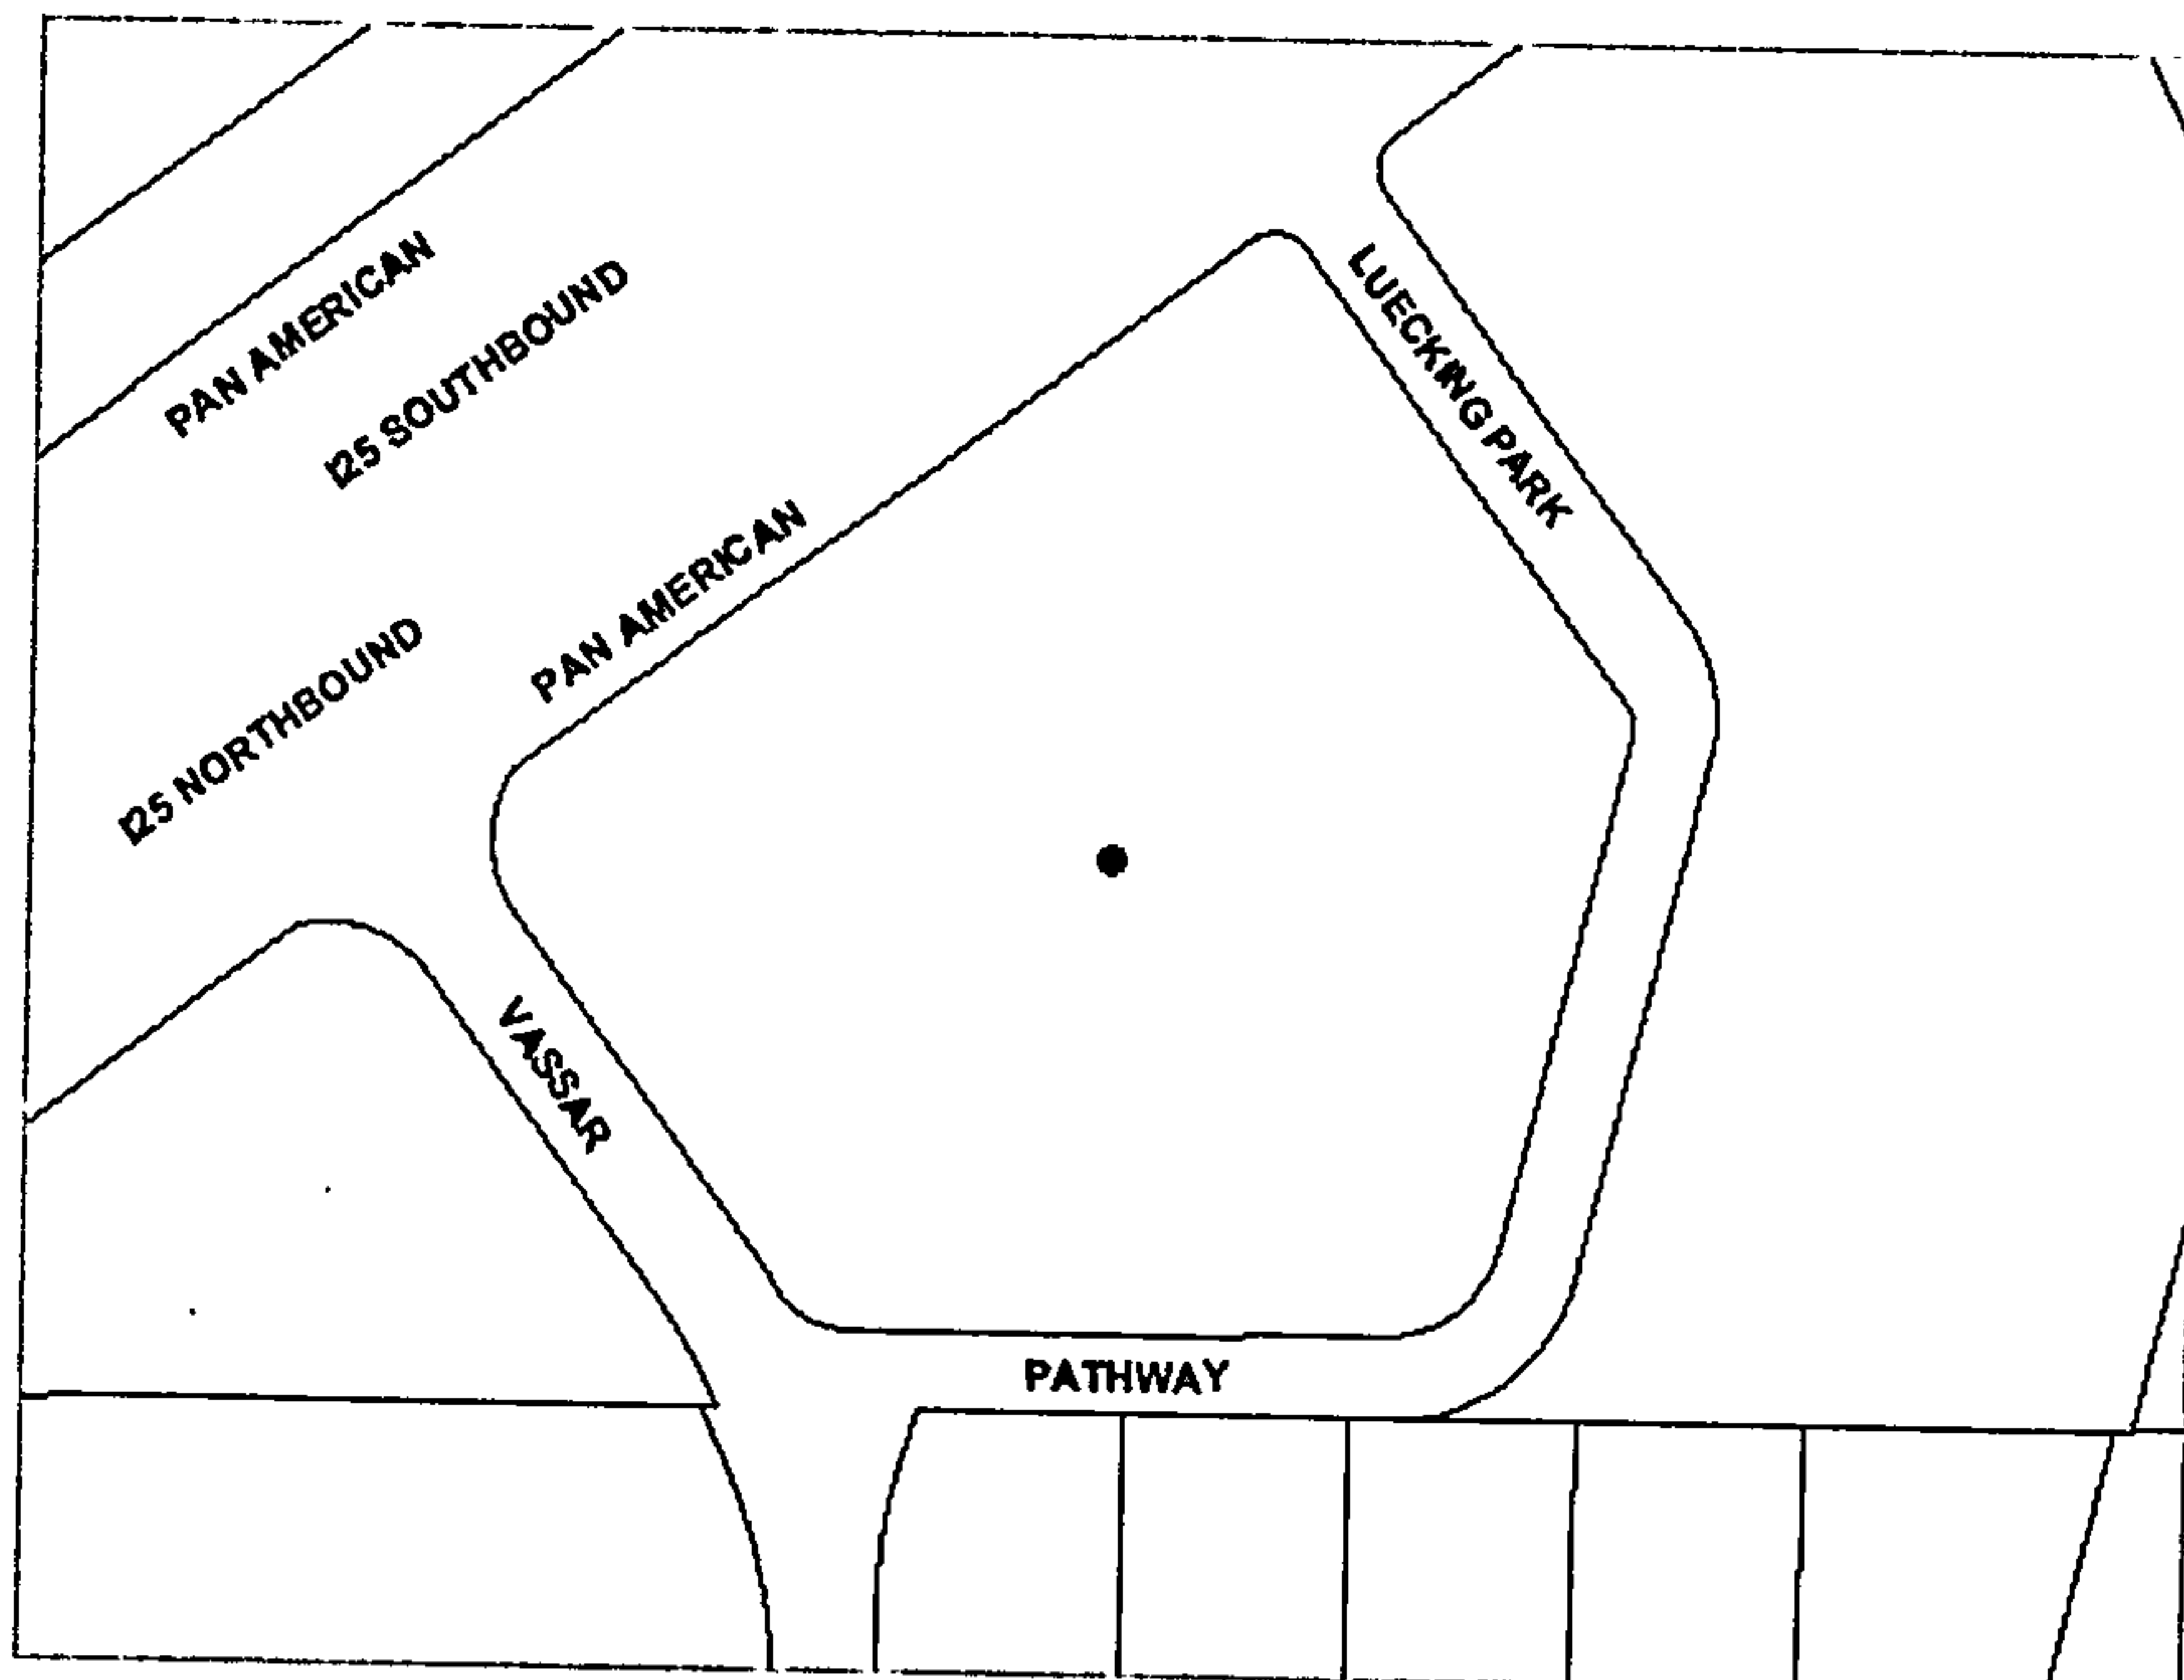 PAN AMERICAN
I25 SOUTHBOUND
LUECKING PARK
PAN AMERICAN
I25 NORTHBOUND
VASSAR
PATHWAY